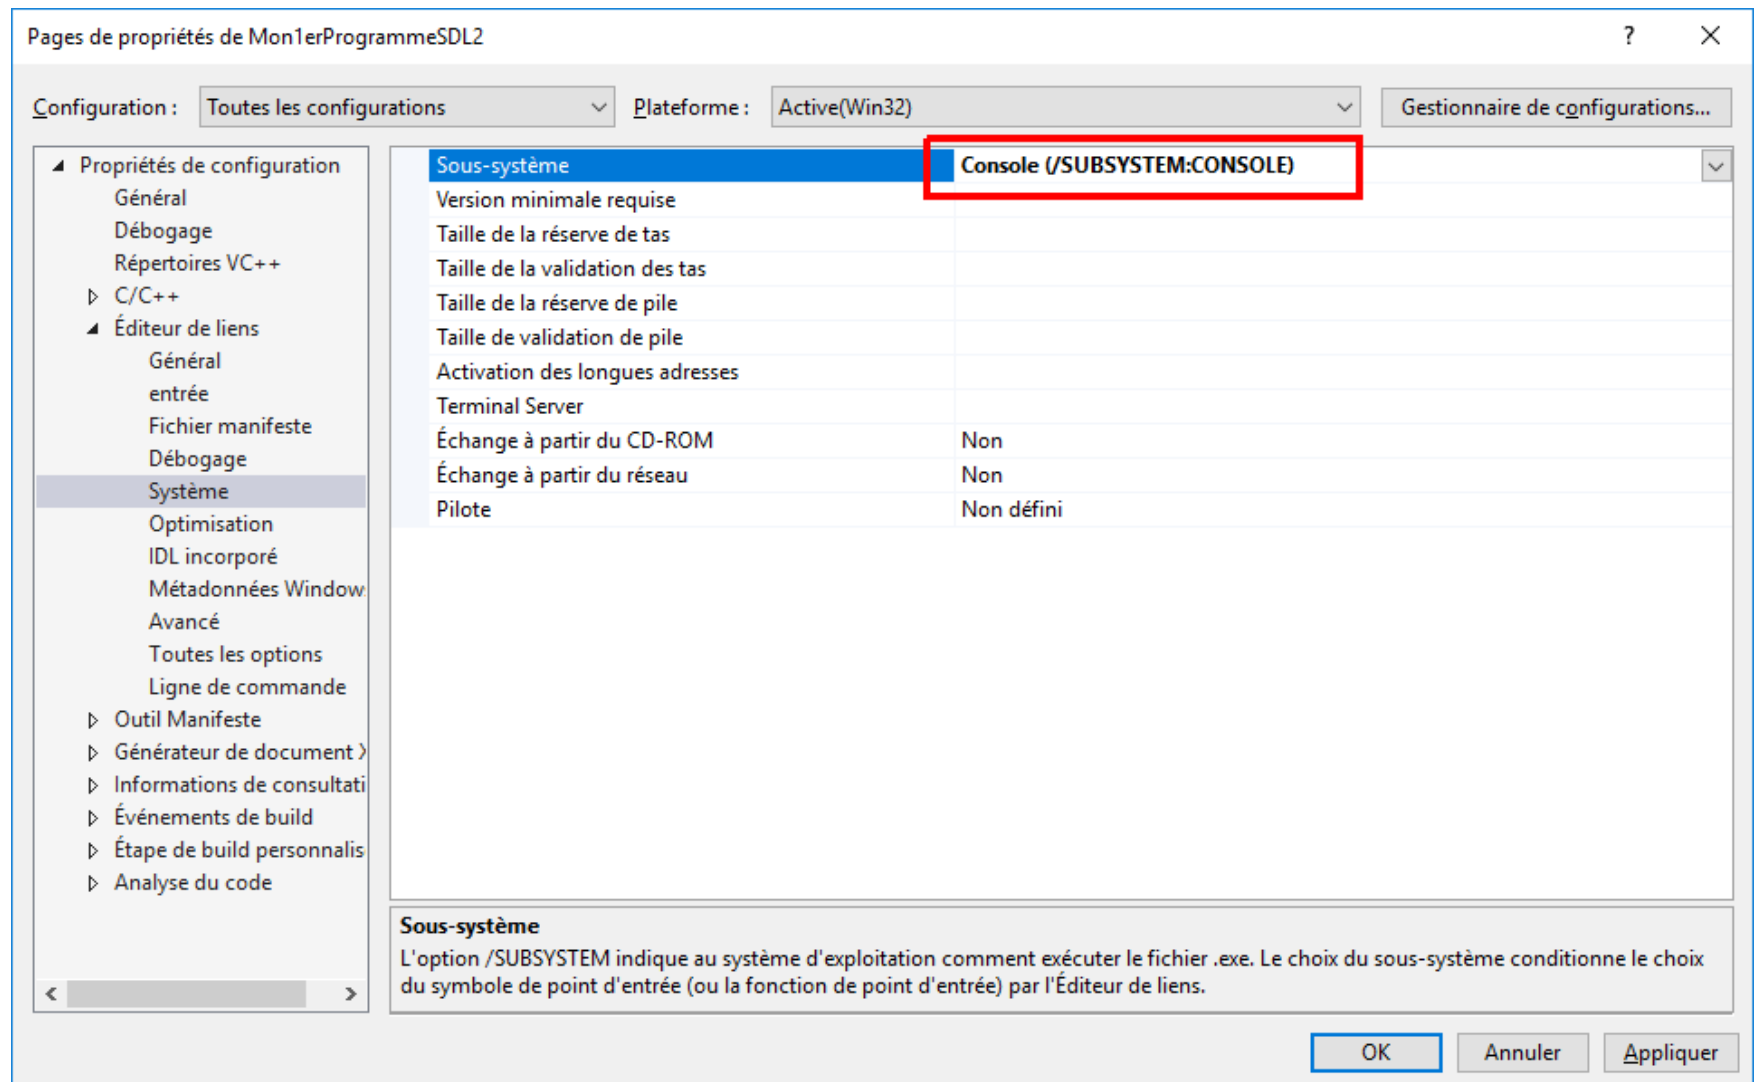 Pages de propriétés de Mon1erProgrammeSDL2
?
Configuration : Toutes les configurations Plateforme : Active(Win32) Gestionnaire de configurations...
Propriétés de configuration
Général
Débogage
Répertoires VC++
C/C++
Éditeur de liens
Général
entrée
Fichier manifeste
Débogage
Système
Optimisation
IDL incorporé
Métadonnées Window
Avancé
Toutes les options
Ligne de commande
Outil Manifeste
Générateur de document
Informations de consultati
Événements de build
Étape de build personnalis
Analyse du code
Sous-système Console (/SUBSYSTEM:CONSOLE)
Version minimale requise
Taille de la réserve de tas
Taille de la validation des tas
Taille de la réserve de pile
Taille de validation de pile
Activation des longues adresses
Terminal Server
Échange à partir du CD-ROM Non
Échange à partir du réseau Non
Pilote Non défini
Sous-système
L'option /SUBSYSTEM indique au système d'exploitation comment exécuter le fichier .exe. Le choix du sous-système conditionne le choix
du symbole de point d'entrée (ou la fonction de point d'entrée) par l'Éditeur de liens.
OK Annuler Appliquer